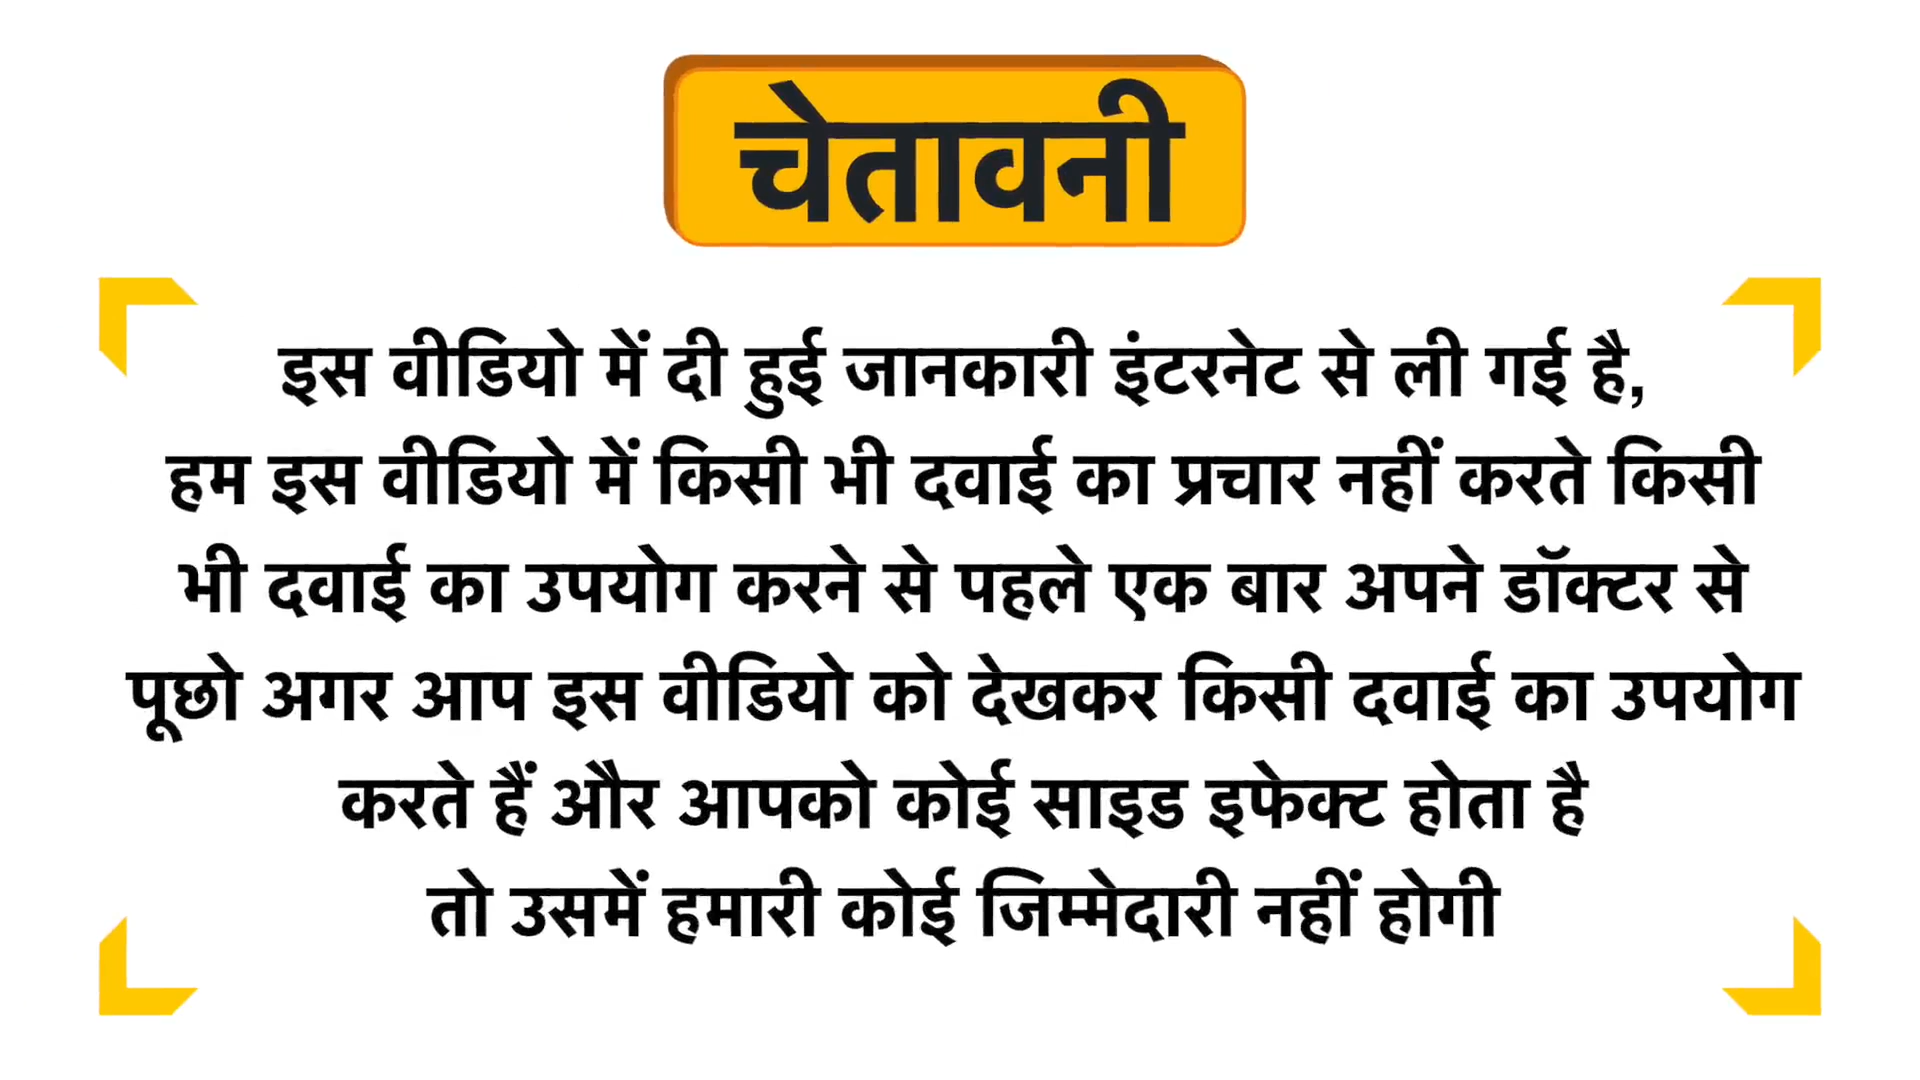 चेतावनी
इस वीडियो में दी हुई जानकारी इंटरनेट से ली गई है,
हम इस वीडियो में किसी भी दवाई का प्रचार नहीं करते किसी
भी दवाई का उपयोग करने से पहले एक बार अपने डॉक्टर से
पूछो अगर आप इस वीडियो को देखकर किसी दवाई का उपयोग
करते हैं और आपको कोई साइड इफेक्ट होता है
तो उसमें हमारी कोई जिम्मेदारी नहीं होगी